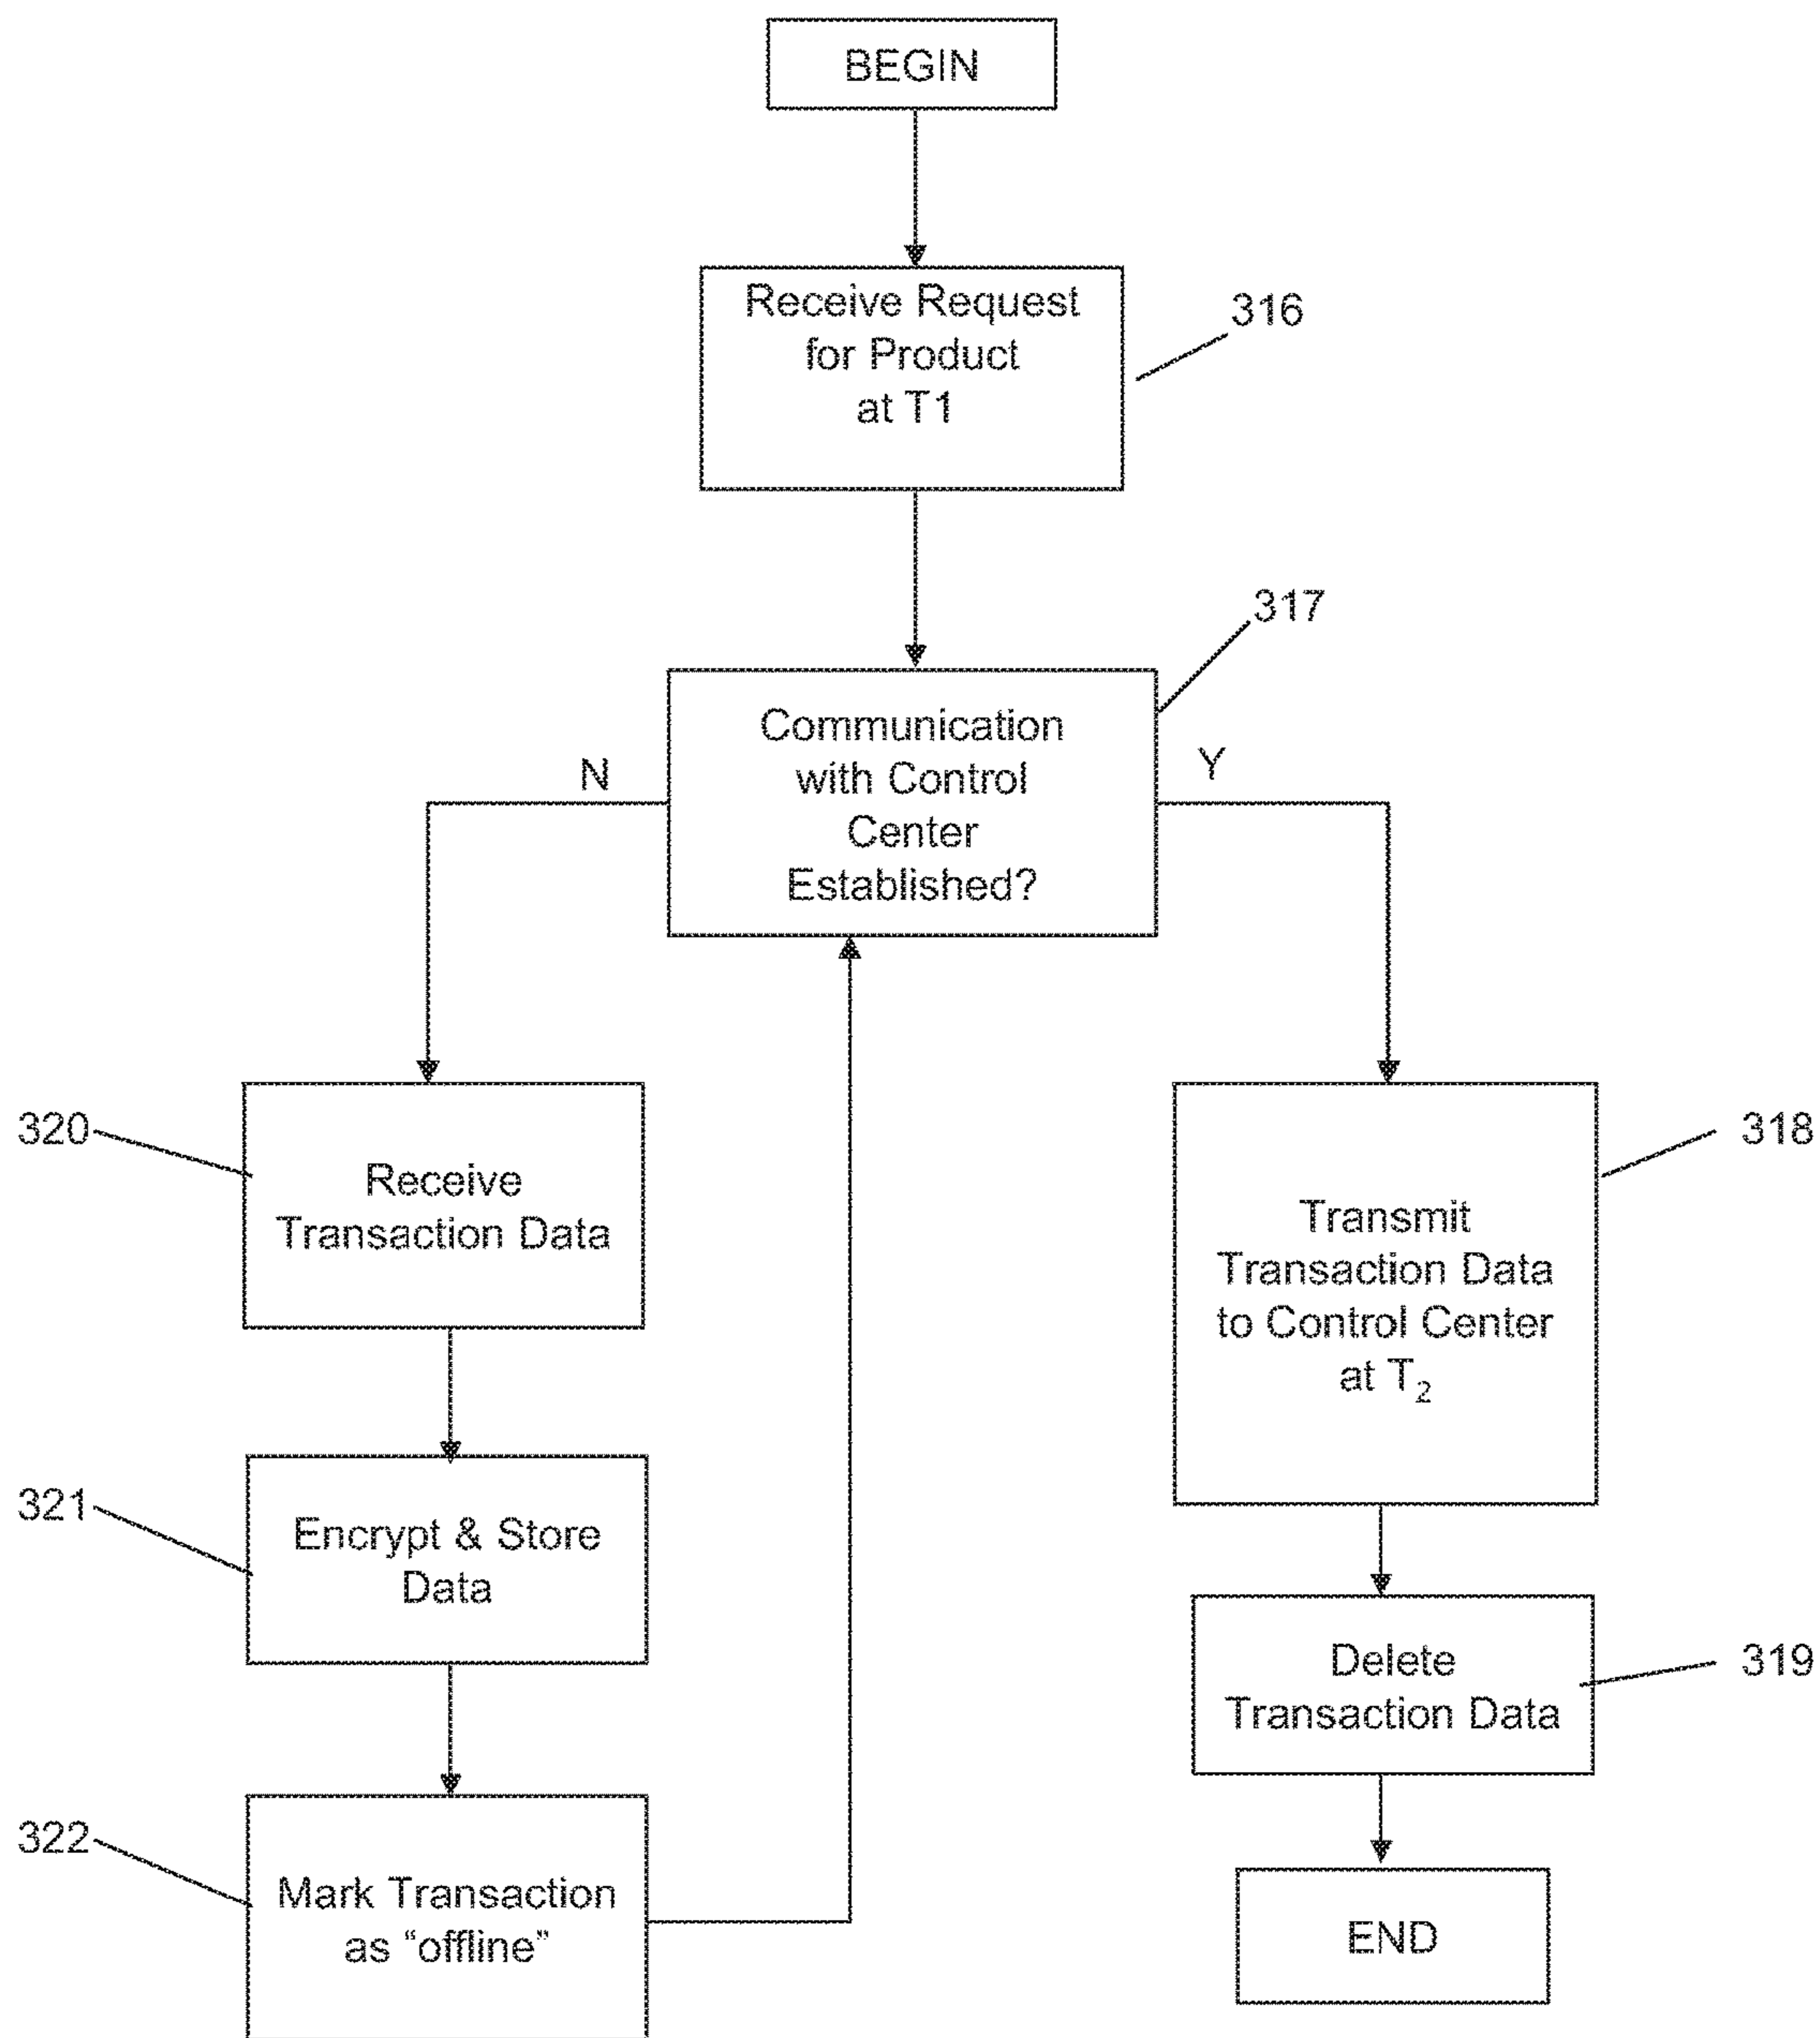 BEGIN
Receive Request
for Product
at T1
316
317
Communication
with Control
Center
Established?
N
Y
320
Receive
Transaction Data
318
Transmit
Transaction Data
to Control Center
at T₂
321
Encrypt & Store
Data
Delete
Transaction Data
319
322
Mark Transaction
as “offline”
END